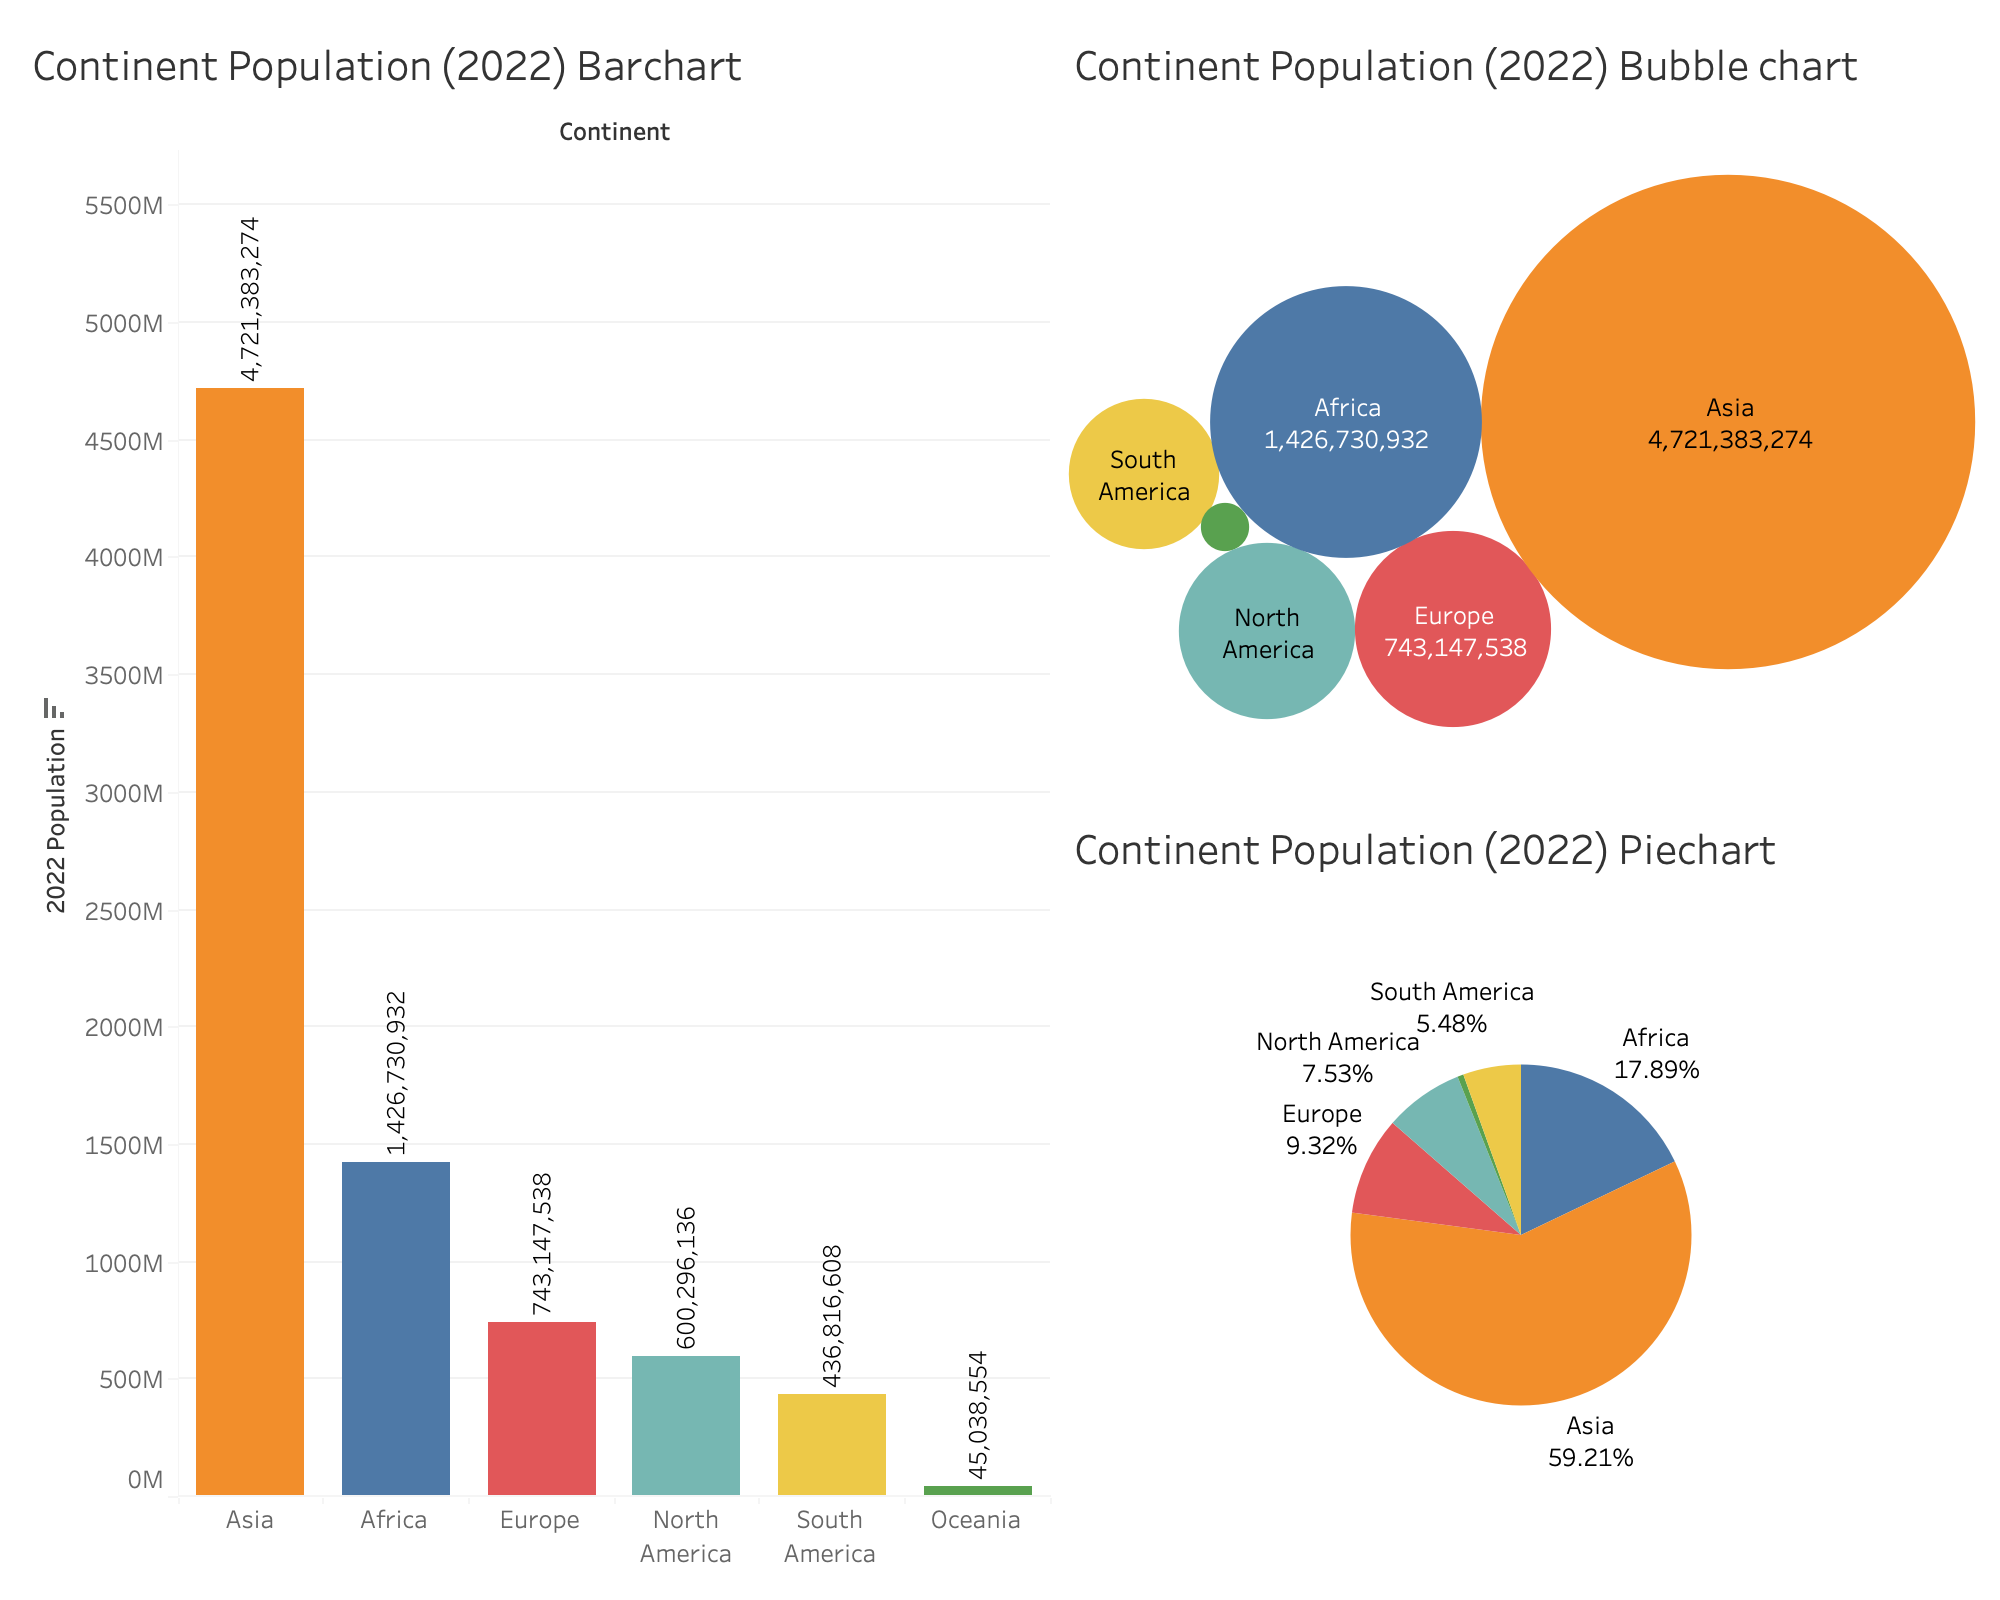 Continent Population (2022) Barchart
Continent
2022 Population
5500M
5000M
4500M
4000M
3500M
3000M
2500M
2000M
1500M
1000M
500M
0M
4,721,383,274
1,426,730,932
743,147,538
600,296,136
436,816,608
45,038,554
Asia
Africa
Europe
North
America
South
America
Oceania
Continent Population (2022) Bubble chart
Asia
4,721,383,274
Africa
1,426,730,932
South
America
North
America
Europe
743,147,538
Continent Population (2022) Piechart
South America
5.48%
North America
7.53%
Europe
9.32%
Africa
17.89%
Asia
59.21%